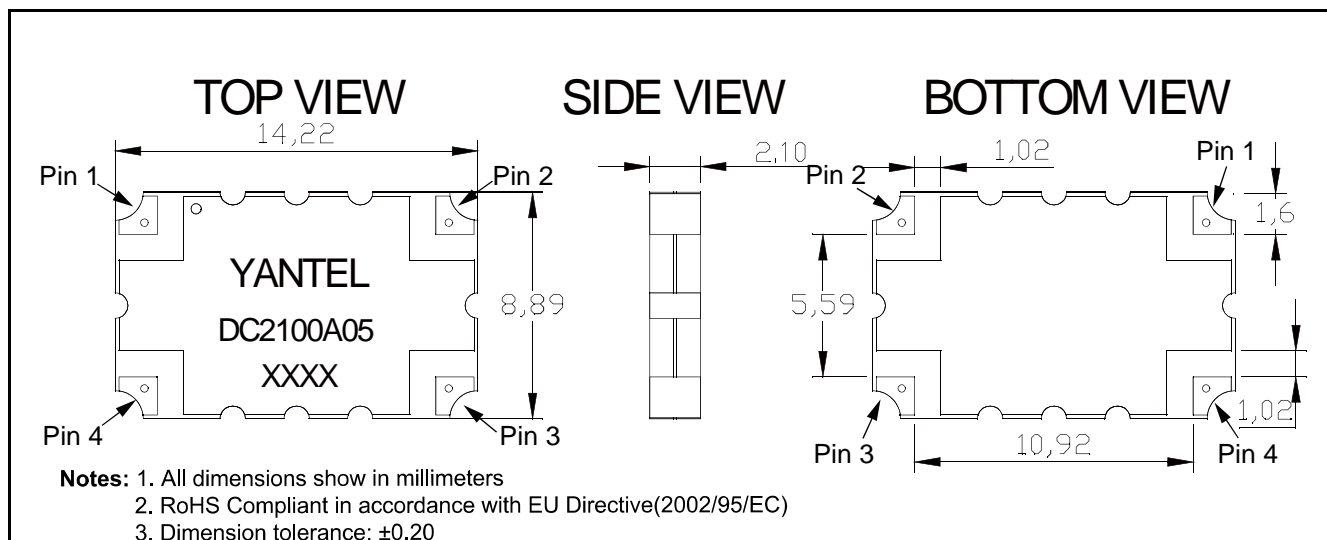 TOP VIEW
SIDE VIEW
BOTTOM VIEW
14,22
2,10
1,02
Pin 1
Pin 2
Pin 2
Pin 1
1,6
YANTEL
8,89
5,59
DC2100A05
XXXX
1,02
Pin 4
Pin 3
Pin 3
10,92
Pin 4
Notes: 1. All dimensions show in millimeters
2. RoHS Compliant in accordance with EU Directive(2002/95/EC)
3. Dimension tolerance: ±0.20